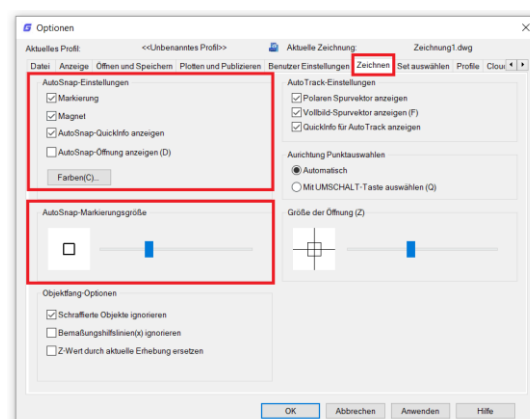 Optionen
Aktuelles Profil: <<Unbenanntes Profil>> Aktuelle Zeichnung: Zeichnung1.dwg
Datei Anzeige Öffnen und Speichern Plotten und Publizieren Benutzer Einstellungen Zeichnen Set auswählen Profile Cloud
AutoSnap-Einstellungen
Markierung
Magnet
AutoSnap-QuickInfo anzeigen
AutoSnap-Öffnung anzeigen (D)
Farben(C)...
AutoTrack-Einstellungen
Polaren Spurvektor anzeigen
Vollbild-Spurvektor anzeigen (F)
QuickInfo für AutoTrack anzeigen
Aurichtung Punktauswahlen
Automatisch
Mit UMSCHALT-Taste auswählen (Q)
AutoSnap-Markierungsgröße
Größe der Öffnung (Z)
Objektfang-Optionen
Schraffierte Objekte ignorieren
Bemaßungshilfslinien(x) ignorieren
Z-Wert durch aktuelle Erhebung ersetzen
OK Abbrechen Anwenden Hilfe